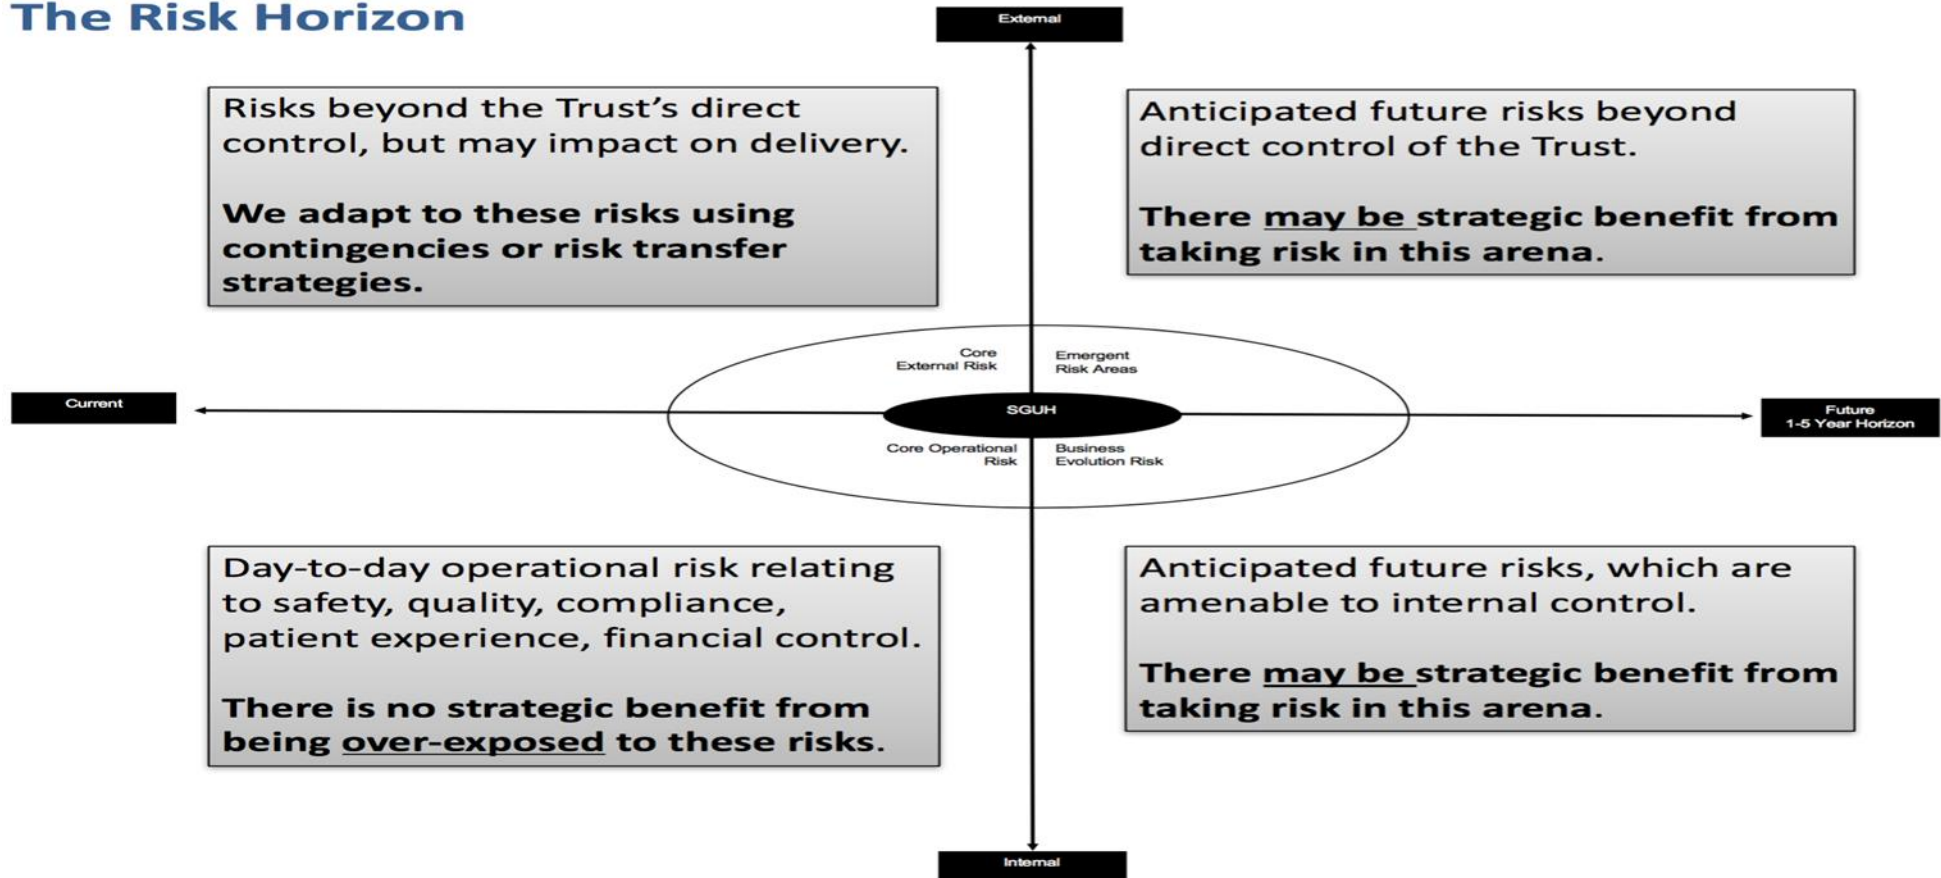 The Risk Horizon
External
Risks beyond the Trust’s direct
control, but may impact on delivery.
We adapt to these risks using
contingencies or risk transfer
strategies.
Anticipated future risks beyond
direct control of the Trust.
There may be strategic benefit from
taking risk in this arena.
Core
External Risk
Emergent
Risk Areas
Current
SGUH
Future
1-5 Year Horizon
Core Operational
Risk
Business
Evolution Risk
Day-to-day operational risk relating
to safety, quality, compliance,
patient experience, financial control.
There is no strategic benefit from
being over-exposed to these risks.
Anticipated future risks, which are
amenable to internal control.
There may be strategic benefit from
taking risk in this arena.
Internal